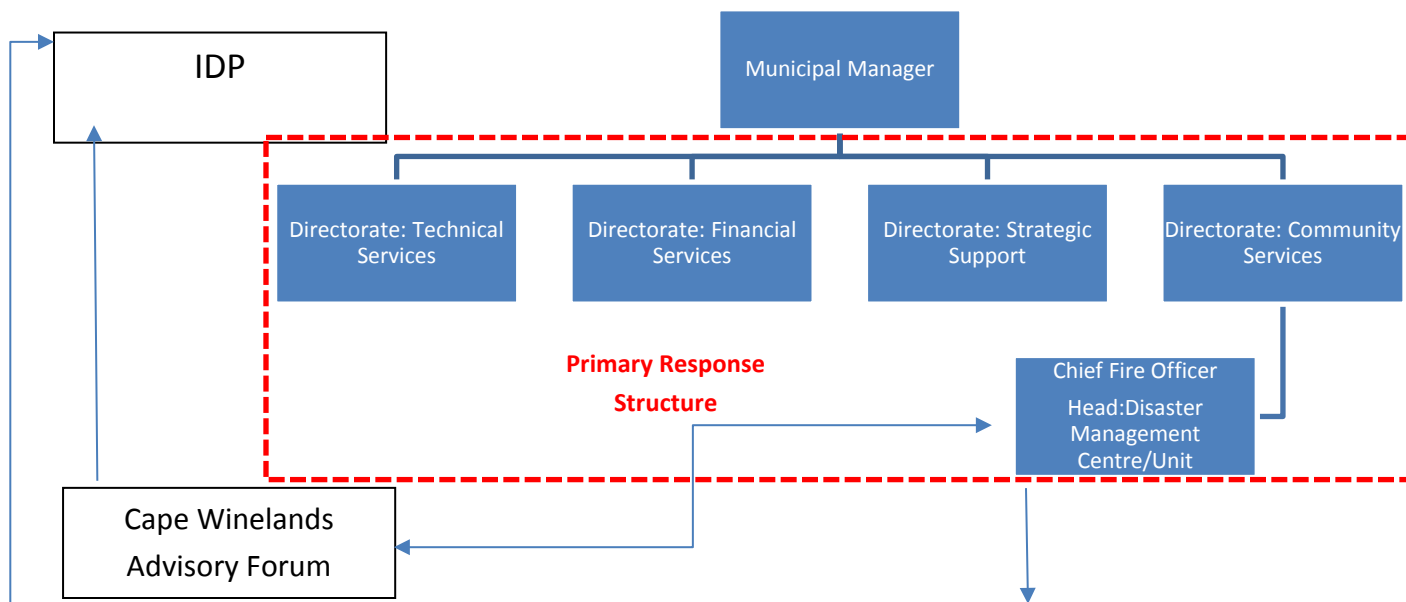 IDP
Municipal Manager
Directorate: Technical
Services
Directorate: Financial
Services
Directorate: Strategic
Support
Directorate: Community
Services
Primary Response
Structure
Chief Fire Officer
Head:Disaster
Management
Centre/Unit
Cape Winelands
Advisory Forum